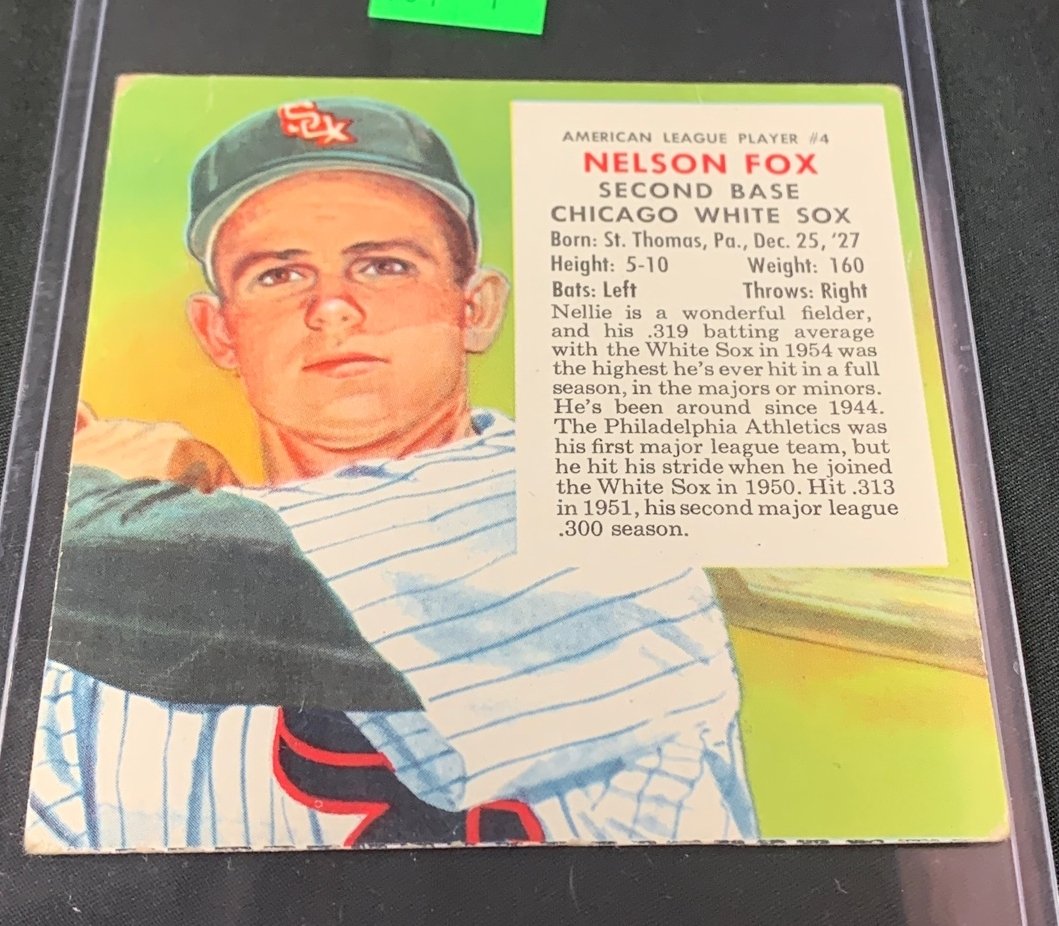 Sox
AMERICAN LEAGUE PLAYER #4
NELSON FOX
SECOND BASE
CHICAGO WHITE SOX
Born: St. Thomas, Pa., Dec. 25, '27
Height: 5-10 Weight: 160
Bats: Left Throws: Right
Nellie is a wonderful fielder,
and his .319 batting average
with the White Sox in 1954 was
the highest he's ever hit in a full
season, in the majors or minors.
He's been around since 1944.
The Philadelphia Athletics was
his first major league team, but
he hit his stride when he joined
the White Sox in 1950. Hit .313
in 1951, his second major league
.300 season.